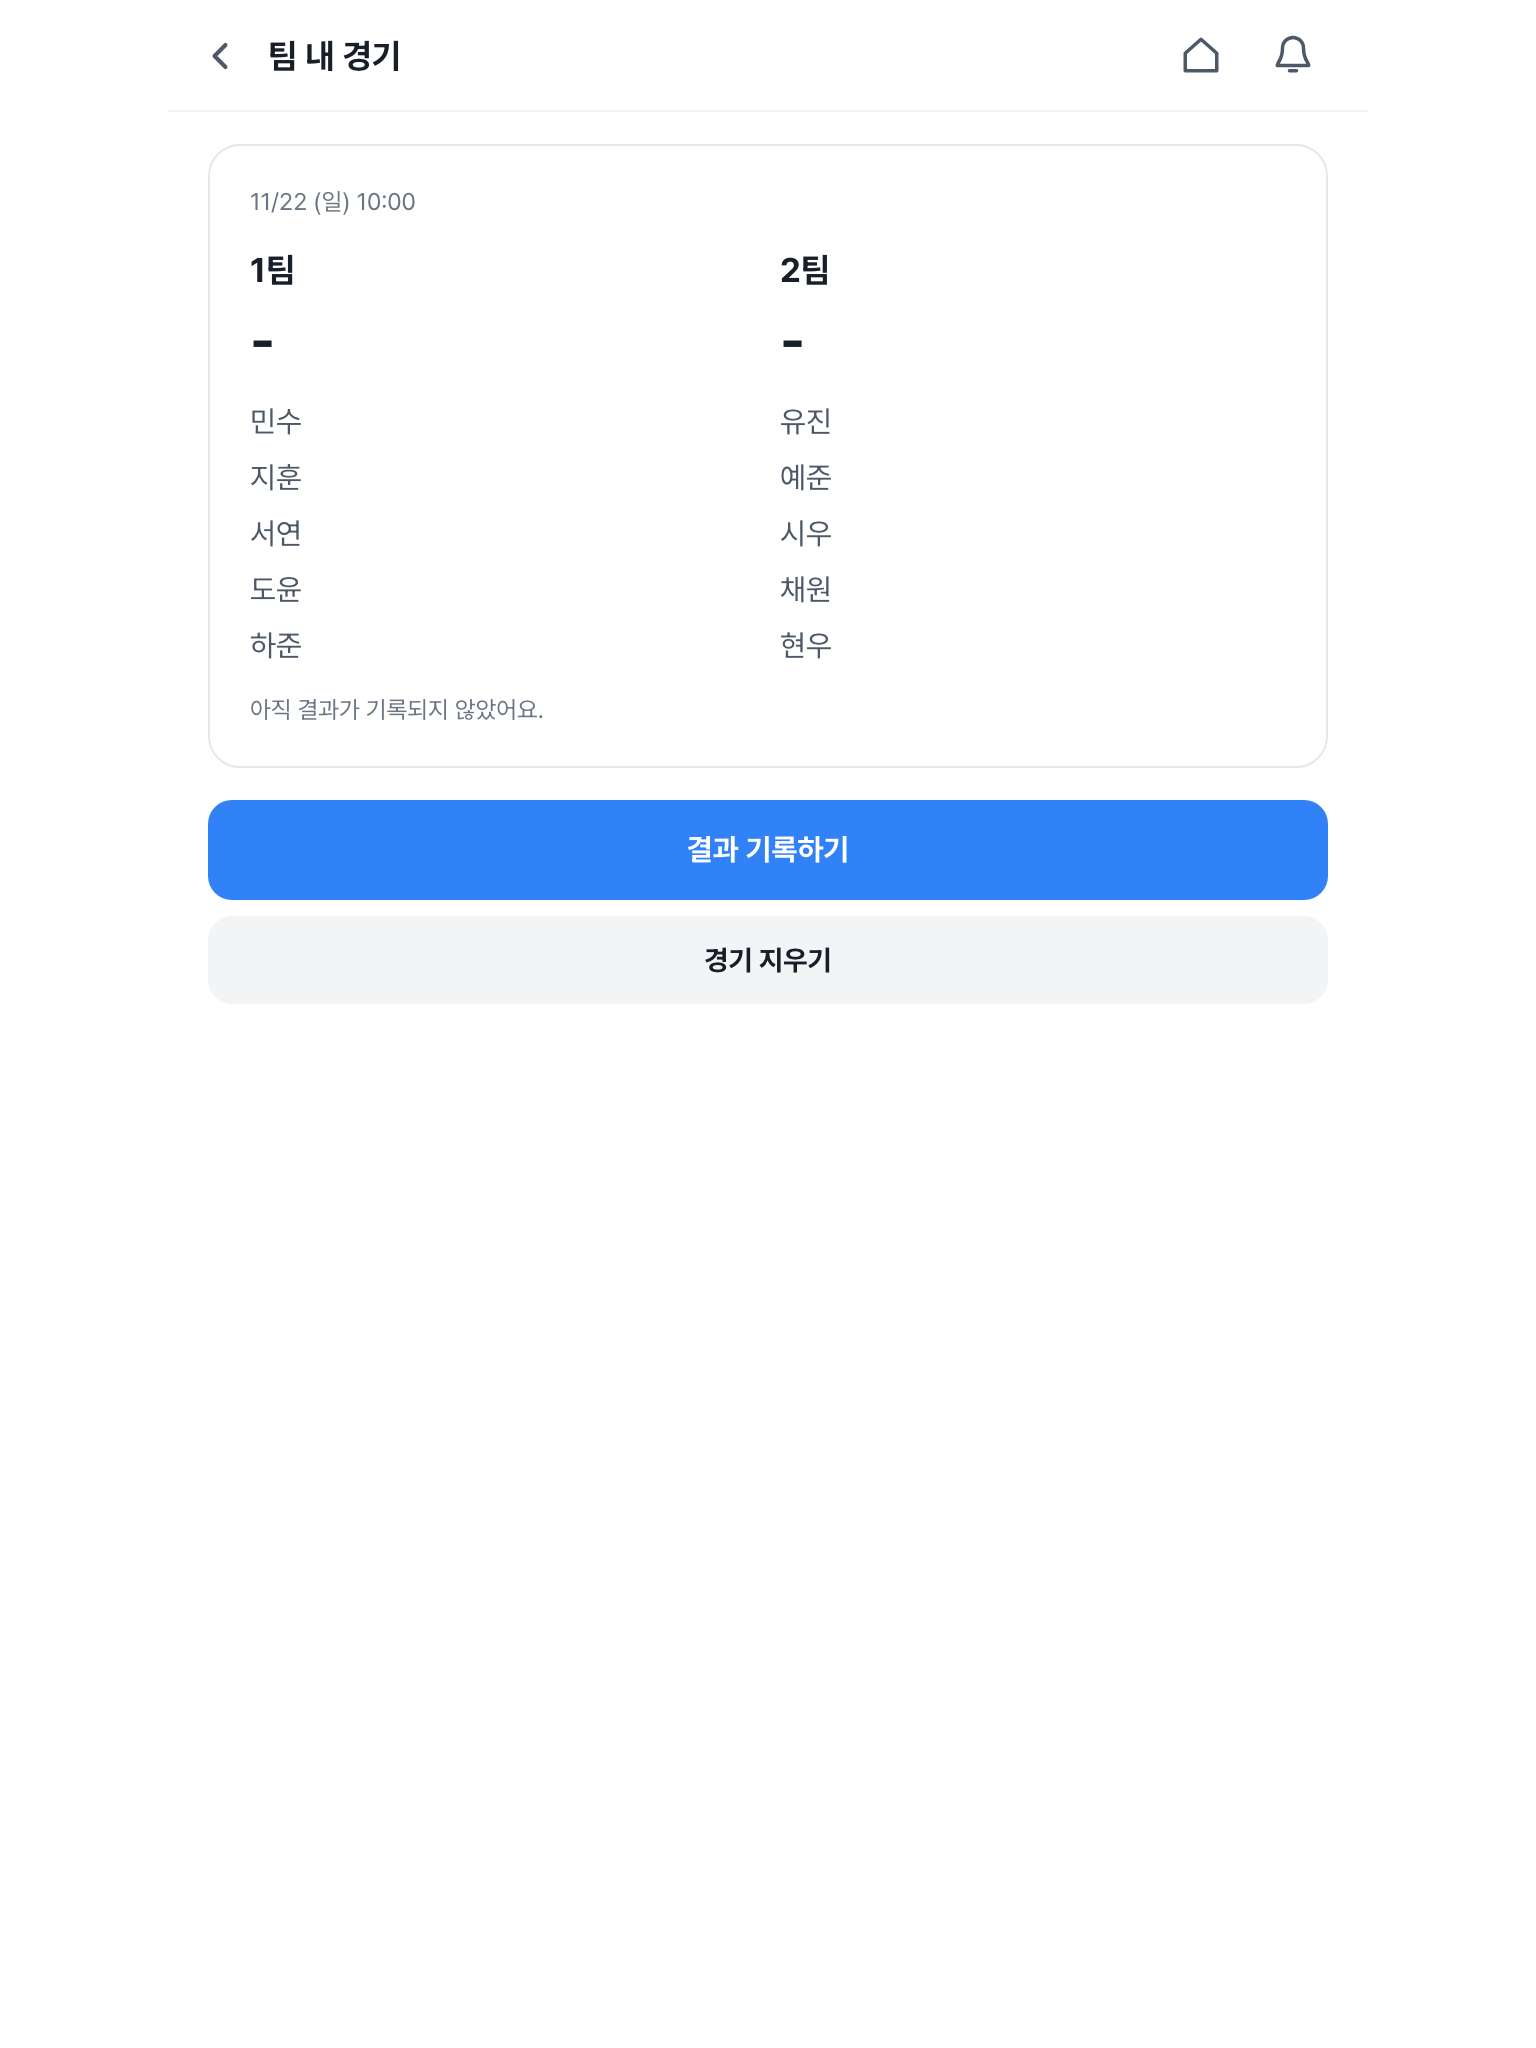 팀 내 경기
11/22 (일) 10:00
1팀
-
민수
지훈
서연
도윤
하준
2팀
-
유진
예준
시우
채원
현우
아직 결과가 기록되지 않았어요.
결과 기록하기
경기 지우기